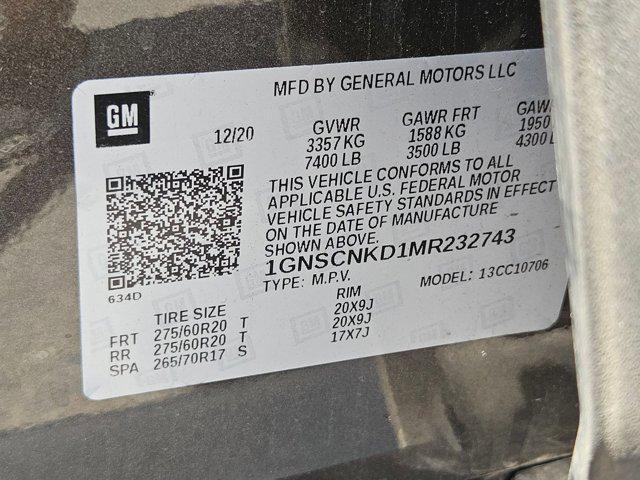 GM
MFD BY GENERAL MOTORS LLC
12/20 GVWR GAWR FRT
3357 KG 1588 KG 1950
7400 LB 3500 LB 4300
THIS VEHICLE CONFORMS TO ALL
APPLICABLE U.S. FEDERAL MOTOR
VEHICLE SAFETY STANDARDS IN EFFECT
ON THE DATE OF MANUFACTURE
SHOWN ABOVE.
1GNSCNKD1MR232743
TYPE: M.P.V. MODEL: 13CC10706
634D
TIRE SIZE RIM
FRT 275/60R20 T 20X9J
RR 275/60R20 T 20X9J
SPA 265/70R17 S 17X7J